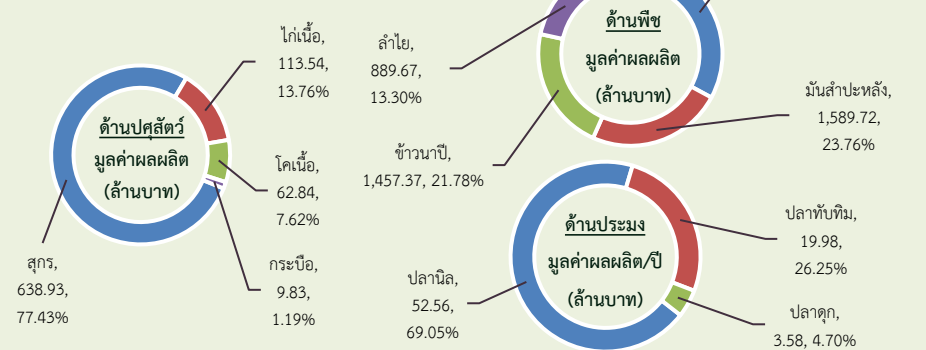 ด้านปศุสัตว์
มูลค่าผลผลิต
(ล้านบาท)
ไก่เนื้อ,
113.54,
13.76%
โคเนื้อ,
62.84,
7.62%
กระบือ,
9.83,
1.19%
สุกร,
638.93,
77.43%
ด้านพืช
มูลค่าผลผลิต
(ล้านบาท)
ลำไย,
889.67,
13.30%
ข้าวนาปี,
1,457.37, 21.78%
มันสำปะหลัง,
1,589.72,
23.76%
ด้านประมง
มูลค่าผลผลิต/ปี
(ล้านบาท)
ปลาทับทิม,
19.98,
26.25%
ปลาดุก,
3.58, 4.70%
ปลานิล,
52.56,
69.05%